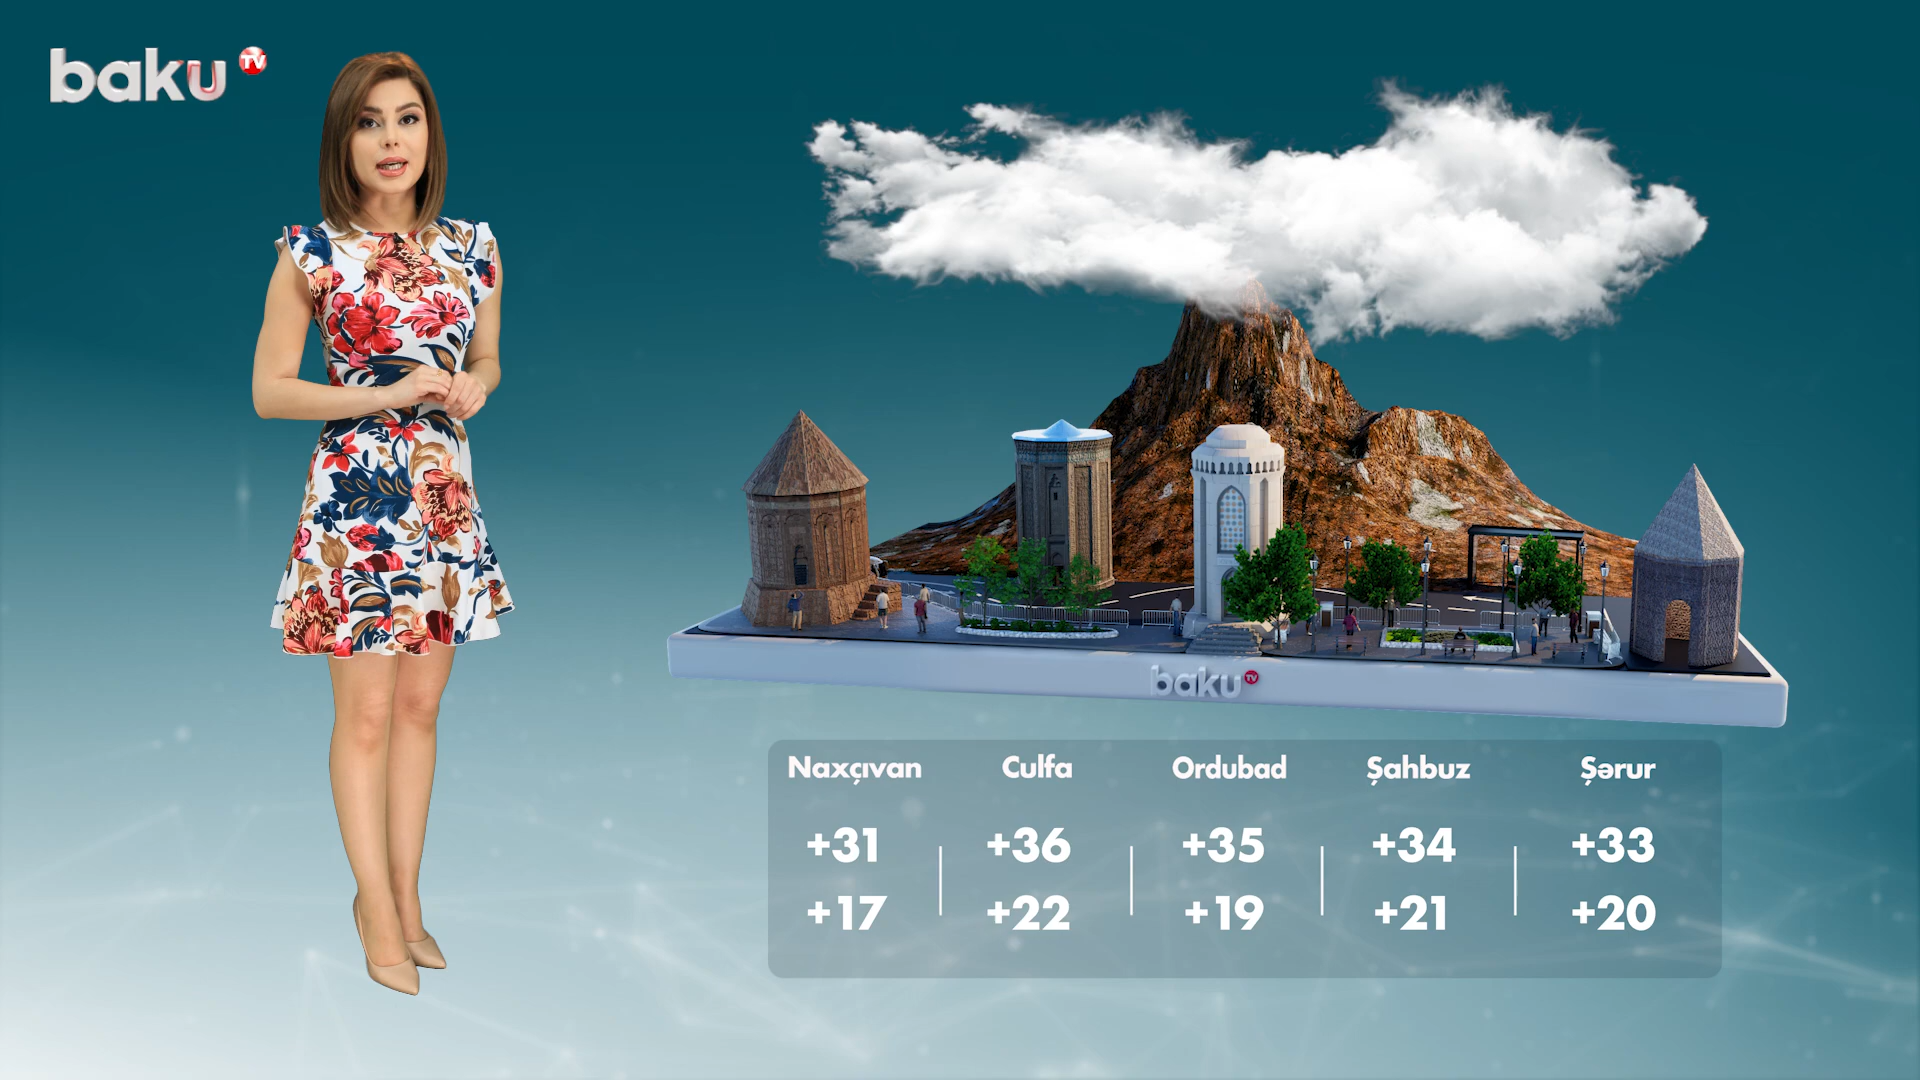 baku TV
baku TV
Naxçıvan Culfa Ordubad Şahbuz Şərur
+31 +36 +35 +34 +33
+17 +22 +19 +21 +20